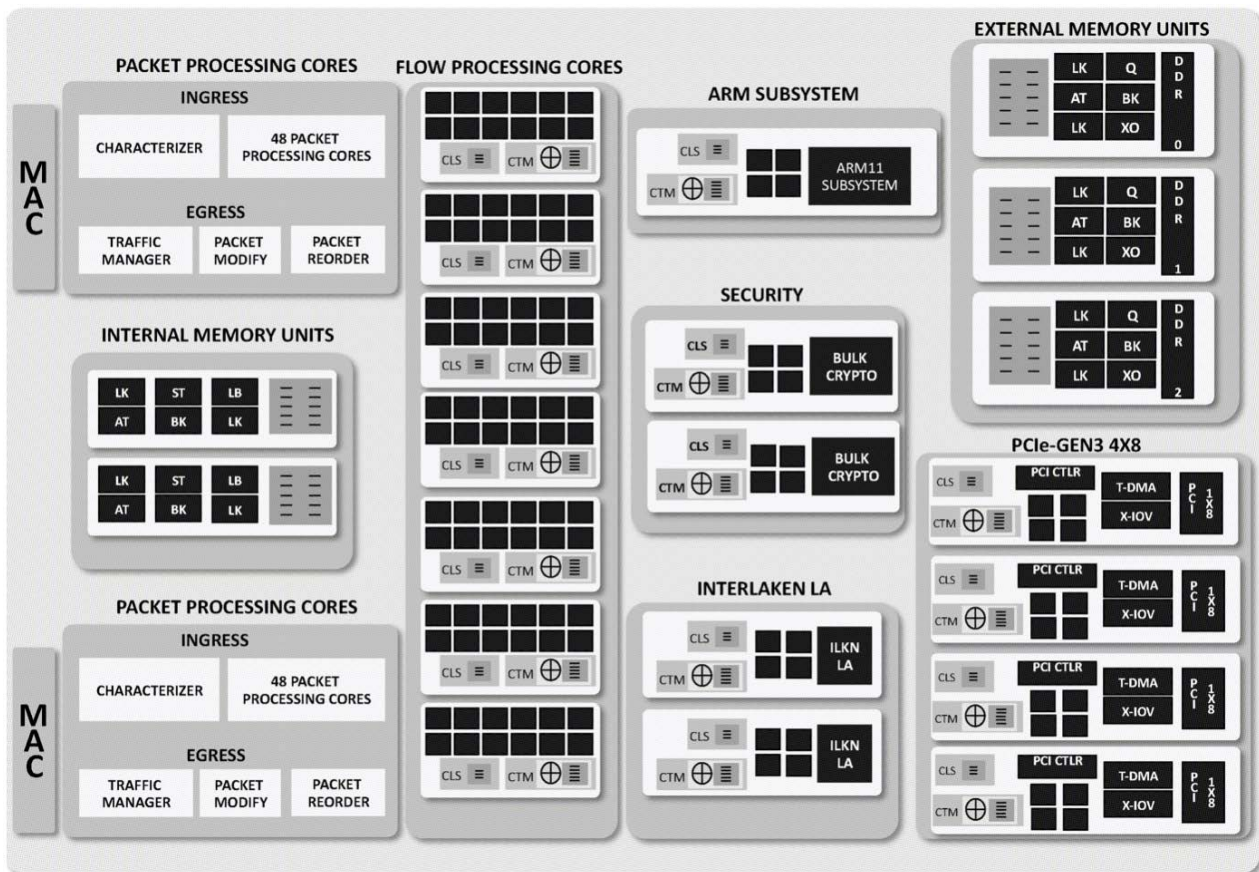 PACKET PROCESSING CORES
INGRESS
CHARACTERIZER
48 PACKET
PROCESSING CORES
EGRESS
TRAFFIC
MANAGER
PACKET
MODIFY
PACKET
REORDER
MAC
INTERNAL MEMORY UNITS
LK ST LB
AT BK LK
LK ST LB
AT BK LK
PACKET PROCESSING CORES
INGRESS
CHARACTERIZER
48 PACKET
PROCESSING CORES
EGRESS
TRAFFIC
MANAGER
PACKET
MODIFY
PACKET
REORDER
MAC
FLOW PROCESSING CORES
CLS CTM
CLS CTM
CLS CTM
CLS CTM
CLS CTM
CLS CTM
CLS CTM
ARM SUBSYSTEM
CLS
CTM
ARM11
SUBSYSTEM
SECURITY
CLS
CTM
BULK
CRYPTO
CLS
CTM
BULK
CRYPTO
INTERLAKEN LA
CLS
CTM
ILKN
LA
CLS
CTM
ILKN
LA
EXTERNAL MEMORY UNITS
LK Q
AT BK
LK XO
DDR 0
LK Q
AT BK
LK XO
DDR 1
LK Q
AT BK
LK XO
DDR 2
PCIe-GEN3 4X8
CLS
CTM
PCI CTLR
T-DMA
X-IOV
PCI
1X8
CLS
CTM
PCI CTLR
T-DMA
X-IOV
PCI
1X8
CLS
CTM
PCI CTLR
T-DMA
X-IOV
PCI
1X8
CLS
CTM
PCI CTLR
T-DMA
X-IOV
PCI
1X8